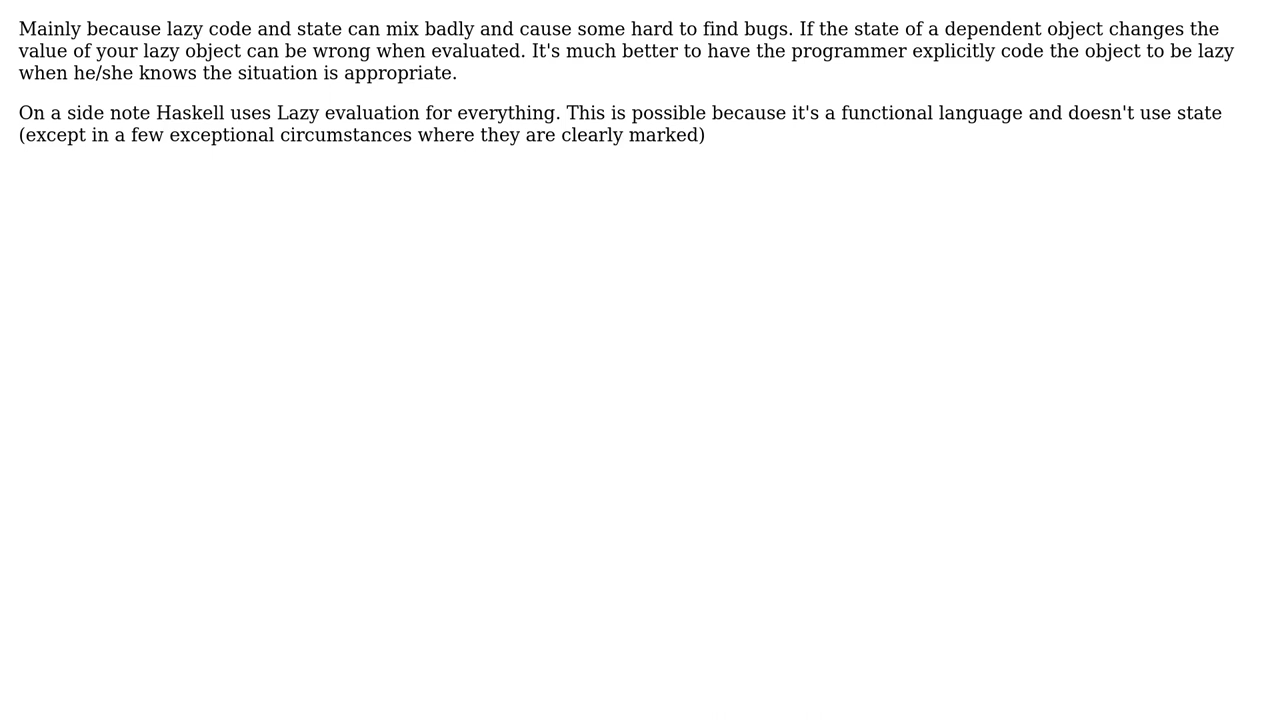 Mainly because lazy code and state can mix badly and cause some hard to find bugs. If the state of a dependent object changes the
value of your lazy object can be wrong when evaluated. It's much better to have the programmer explicitly code the object to be lazy
when he/she knows the situation is appropriate.
On a side note Haskell uses Lazy evaluation for everything. This is possible because it's a functional language and doesn't use state
(except in a few exceptional circumstances where they are clearly marked)